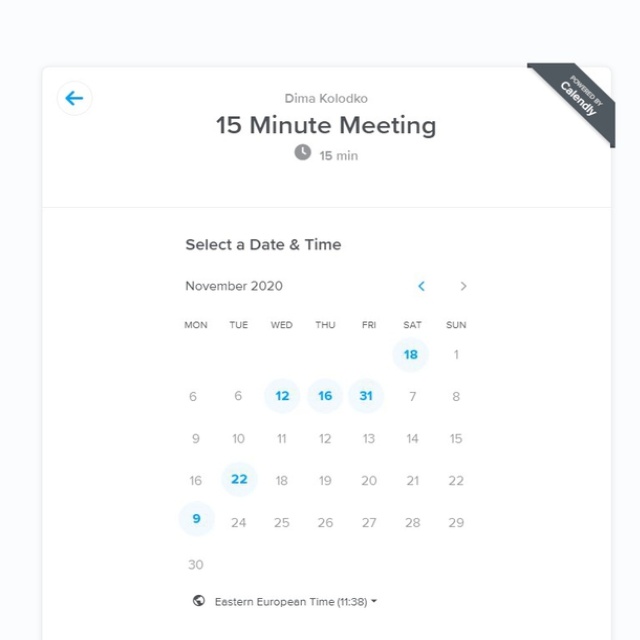 POWERED BY
Calendly
Dima Kolodko
15 Minute Meeting
15 min
Select a Date & Time
November 2020
MON TUE WED THU FRI SAT SUN
18 1
6 6 12 16 31 7 8
9 10 11 12 13 14 15
16 22 18 19 20 21 22
9 24 25 26 27 28 29
30
Eastern European Time (11:38)